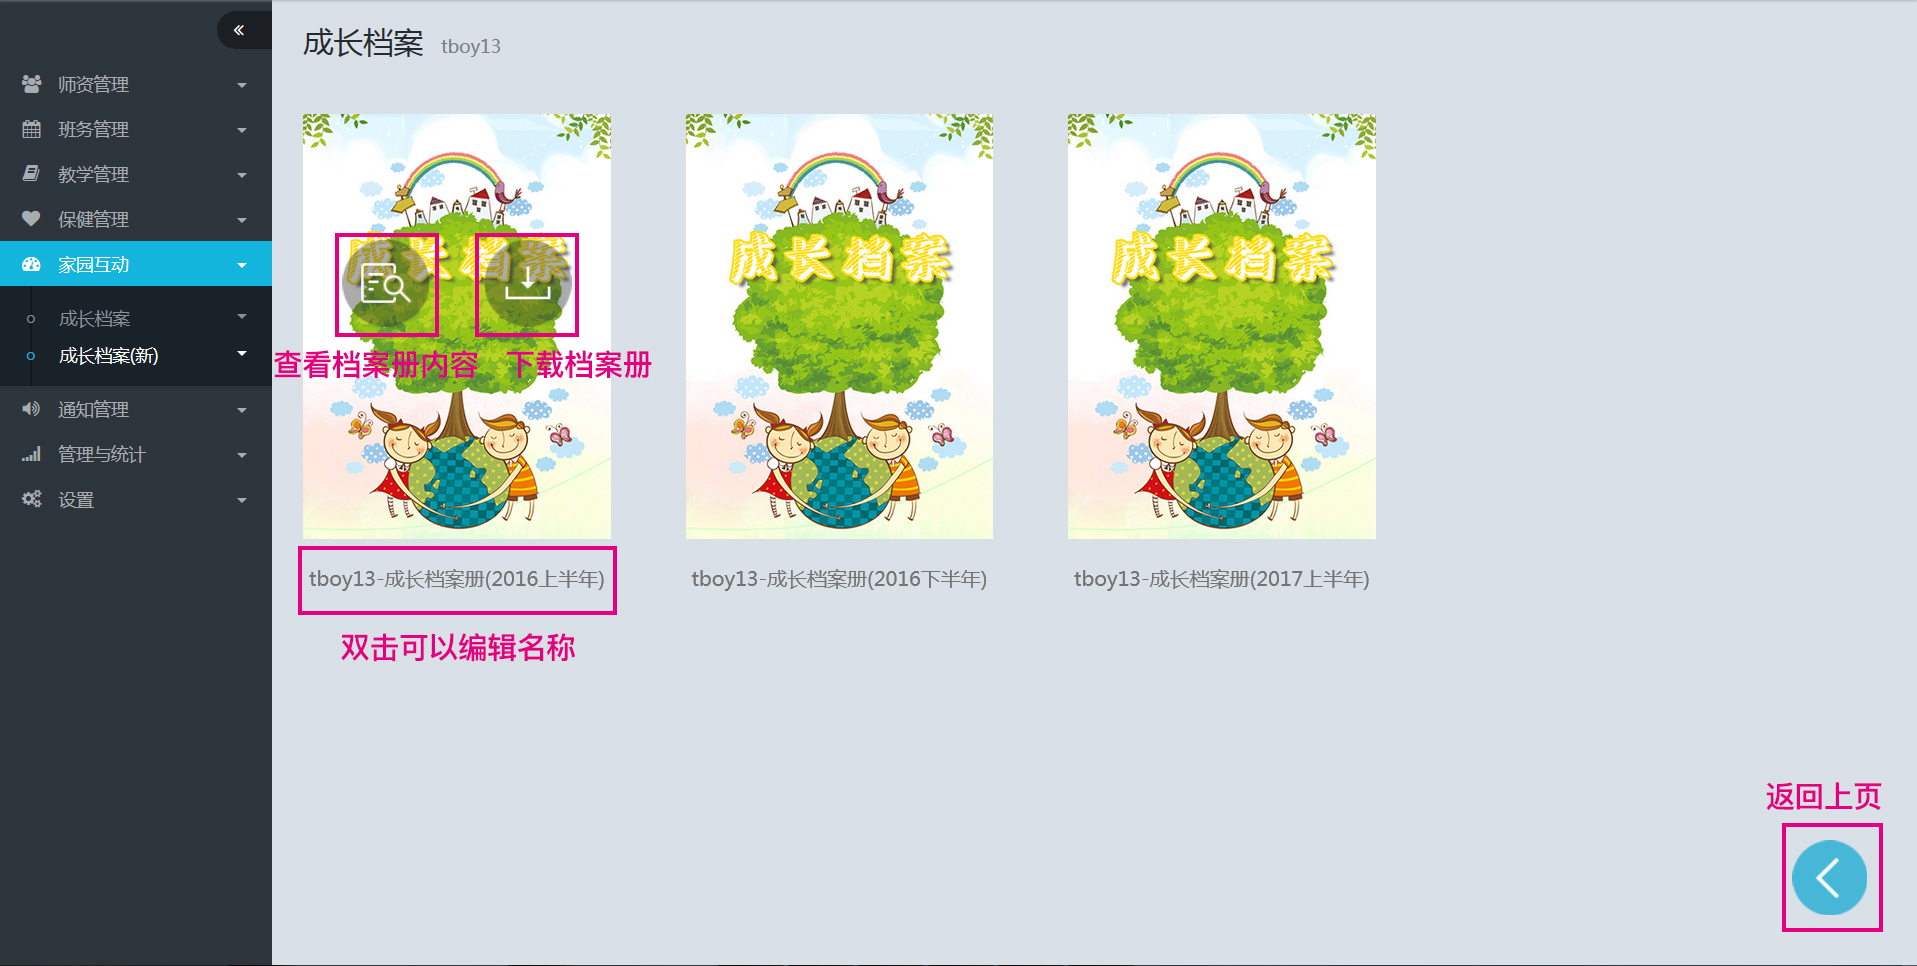 师资管理
班务管理
教学管理
保健管理
家园互动
成长档案
成长档案(新)
通知管理
管理与统计
设置
成长档案 tboy13
成长档案
成长档案
成长档案
查看档案册内容 下载档案册
tboy13-成长档案册(2016上半年)
tboy13-成长档案册(2016下半年)
tboy13-成长档案册(2017上半年)
双击可以编辑名称
返回上页